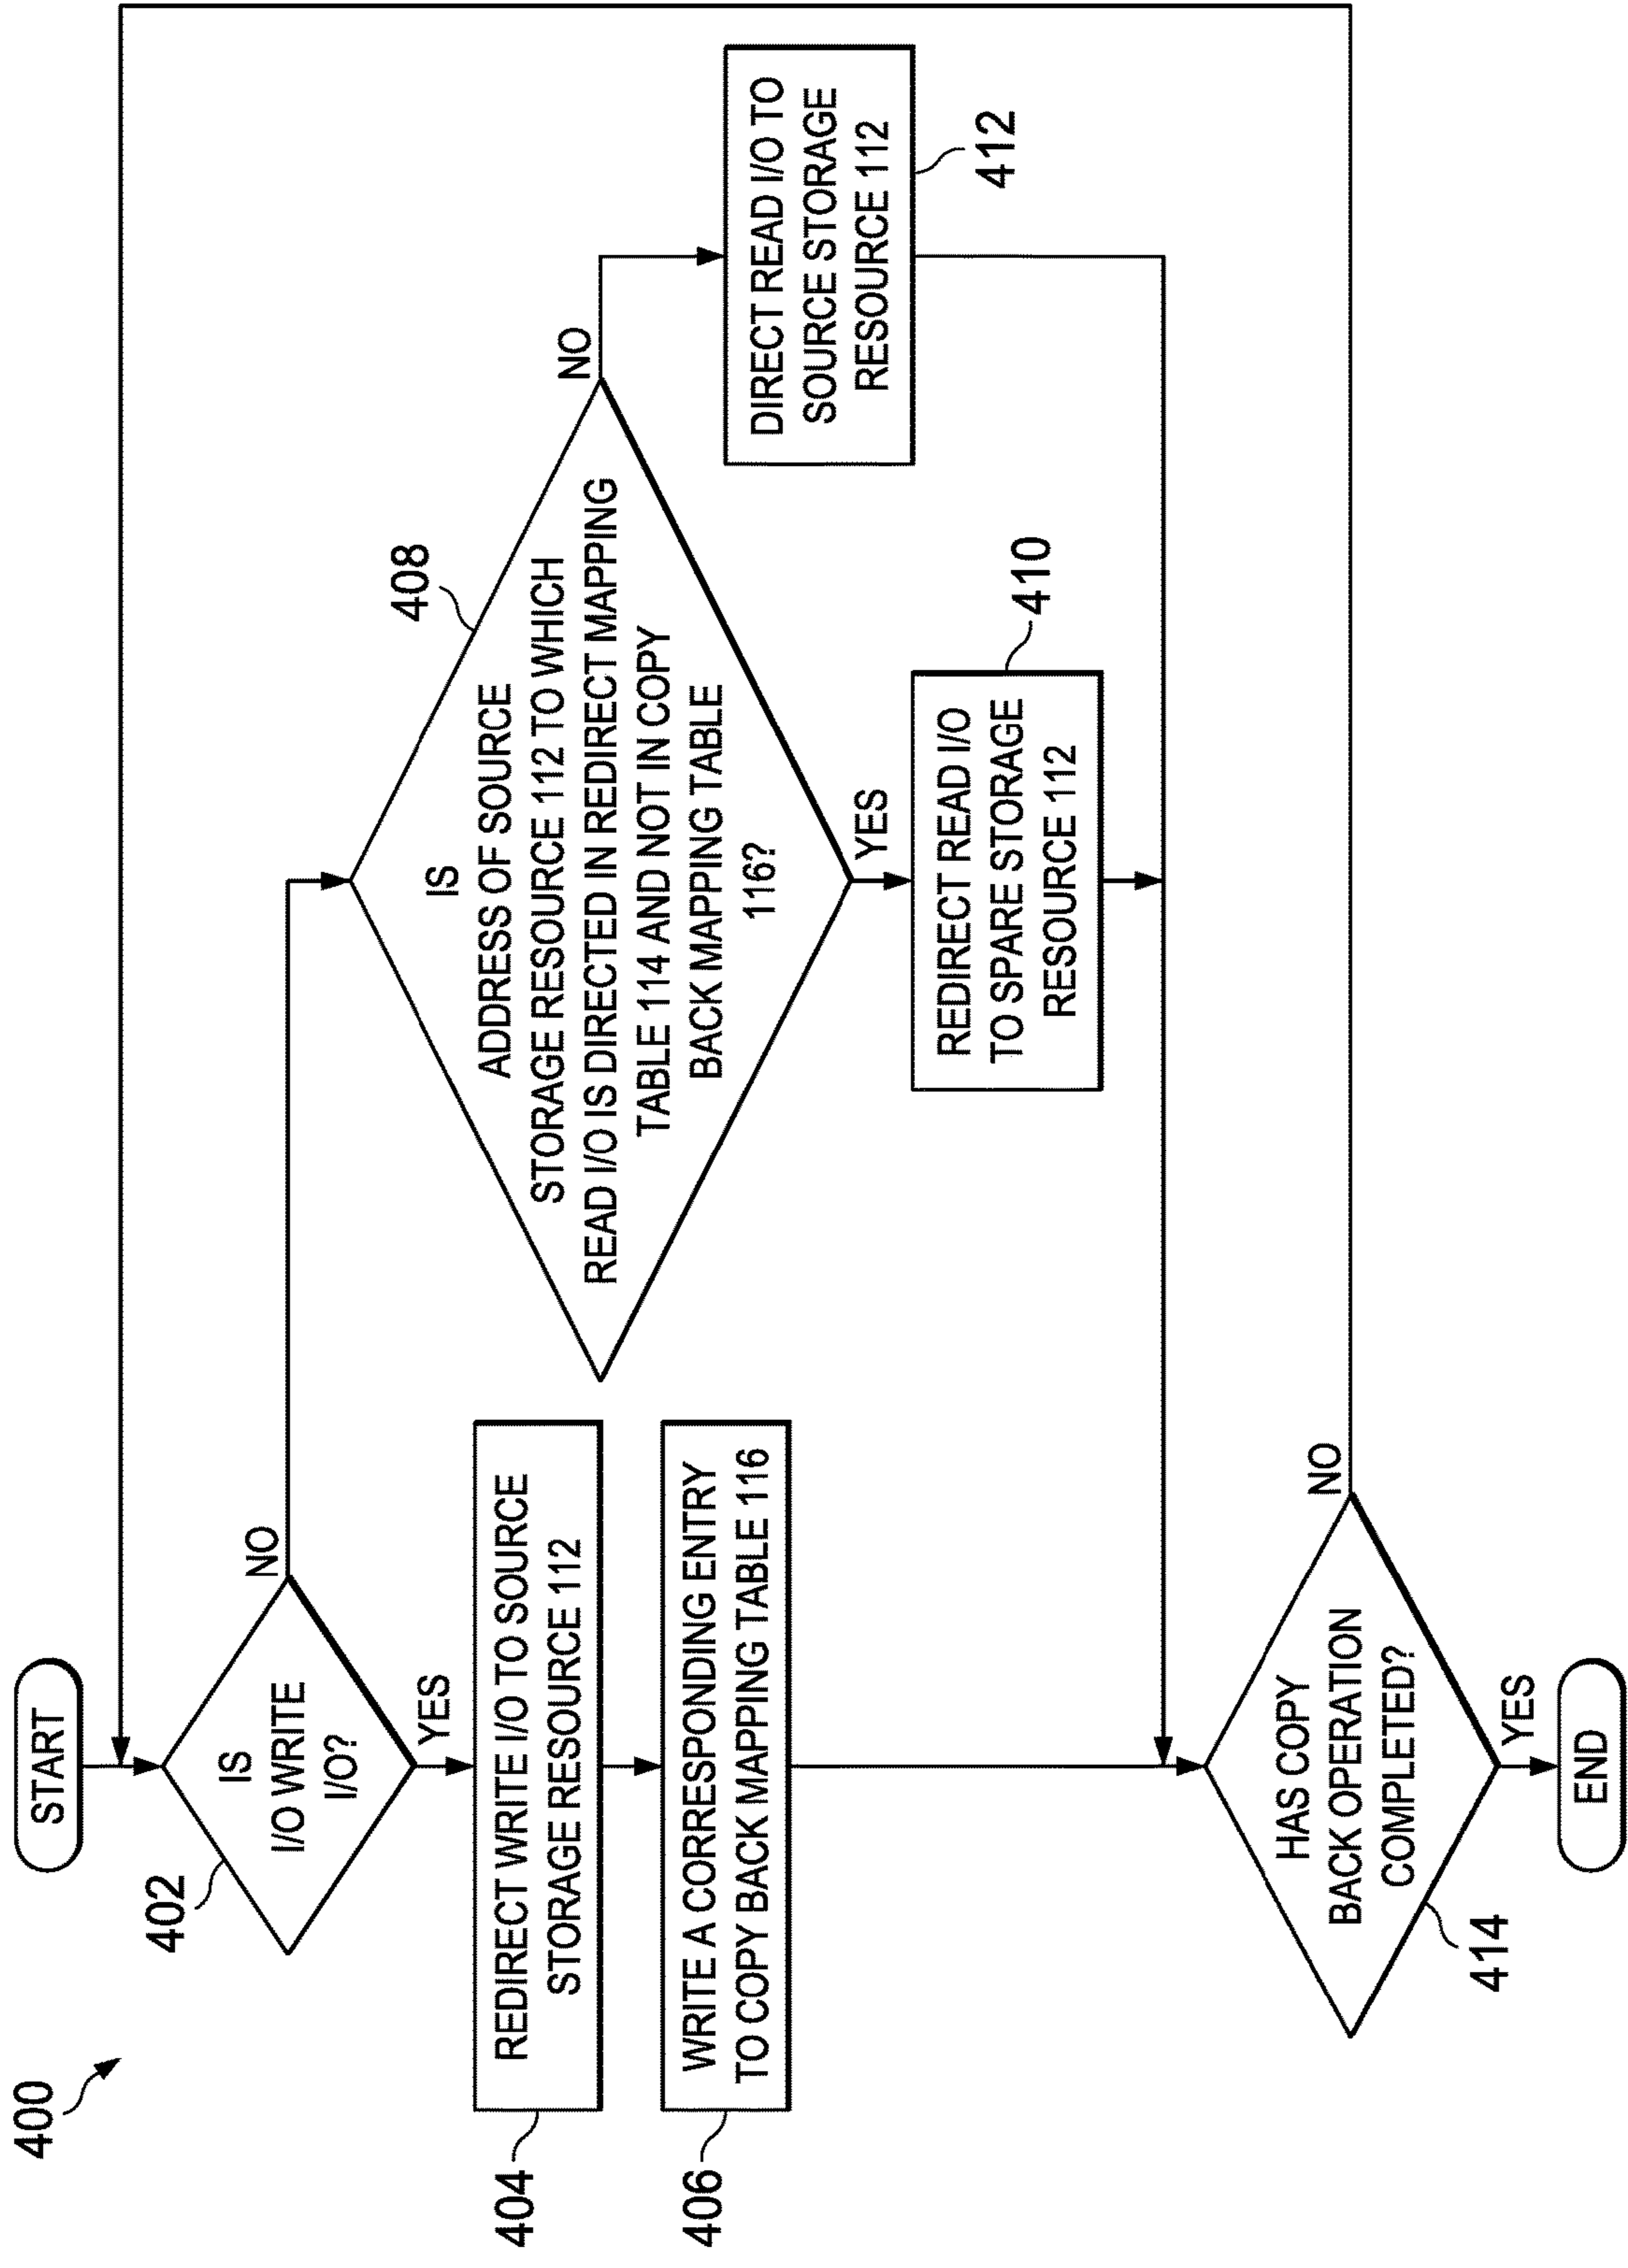 400
START
402
IS
I/O WRITE
I/O?
NO
YES
404
REDIRECT WRITE I/O TO SOURCE
STORAGE RESOURCE 112
406
WRITE A CORRESPONDING ENTRY
TO COPY BACK MAPPING TABLE 116
408
IS
ADDRESS OF SOURCE
STORAGE RESOURCE 112 TO WHICH
READ I/O IS DIRECTED IN REDIRECT MAPPING
TABLE 114 AND NOT IN COPY
BACK MAPPING TABLE
116?
NO
YES
410
REDIRECT READ I/O
TO SPARE STORAGE
RESOURCE 112
DIRECT READ I/O TO
SOURCE STORAGE
RESOURCE 112
412
HAS COPY
BACK OPERATION
COMPLETED?
414
NO
YES
END